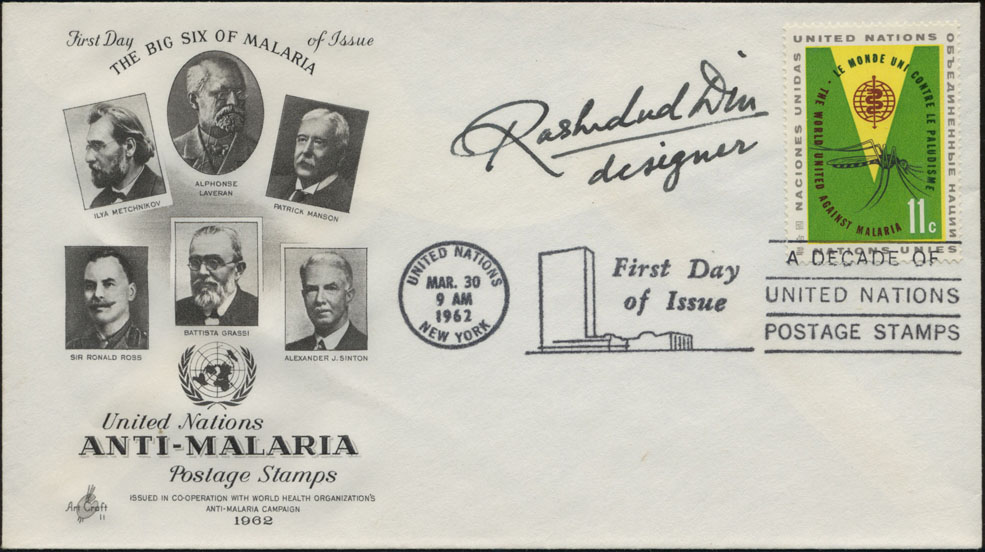 First Day of Issue
THE BIG SIX OF MALARIA
ALPHONSE
LAVERAN
ILYA METCHNIKOV
PATRICK MANSON
SIR RONALD ROSS
BATTISTA GRASSI
ALEXANDER J. SINTON
United Nations
ANTI-MALARIA
Postage Stamps
ISSUED IN CO-OPERATION WITH WORLD HEALTH ORGANIZATION'S
ANTI-MALARIA CAMPAIGN
1962
Art Craft
Rashidud Din
designer
UNITED NATIONS
MAR. 30
9 AM
1962
NEW YORK
First Day
of Issue
UNITED NATIONS
NACIONES UNIDAS
ОБЪЕДИНЕННЫЕ НАЦИИ
NATIONS UNIES
LE MONDE UNI CONTRE LE PALUDISME
THE WORLD UNITED AGAINST MALARIA
11c
A DECADE OF
UNITED NATIONS
POSTAGE STAMPS